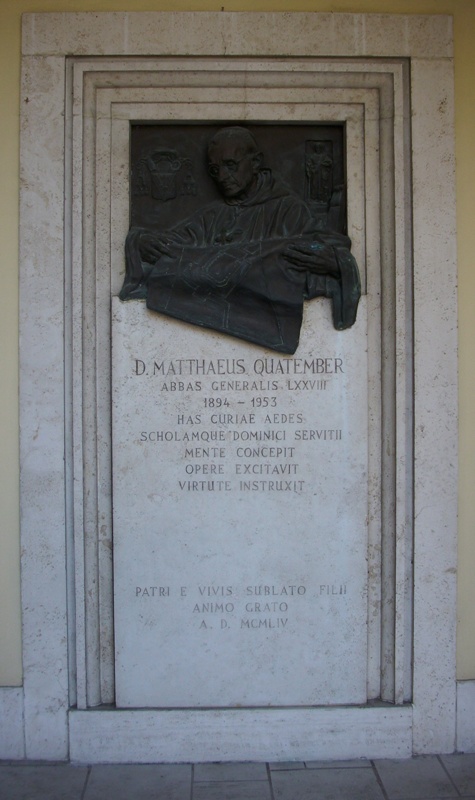 D. MATTHAEUS QUATEMBER
ABBAS GENERALIS LXXVIII
1894 - 1953
HAS CURIAE AEDES
SCHOLAMQUE DOMINICI SERVITII
MENTE CONCEPIT
OPERE EXCITAVIT
VIRTUTE INSTRUXIT
PATRI E VIVIS SUBLATO FILII
ANIMO GRATO
A. D. MCMLIV